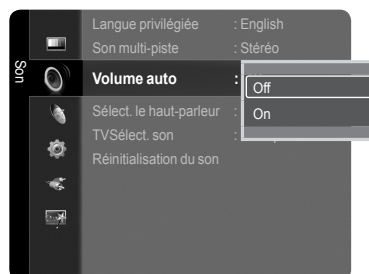 Son
Langue privilégiée : English
Son multi-piste : Stéréo
Volume auto :
Off
On
Sélect. le haut-parleur :
TVSélect. son :
Réinitialisation du son